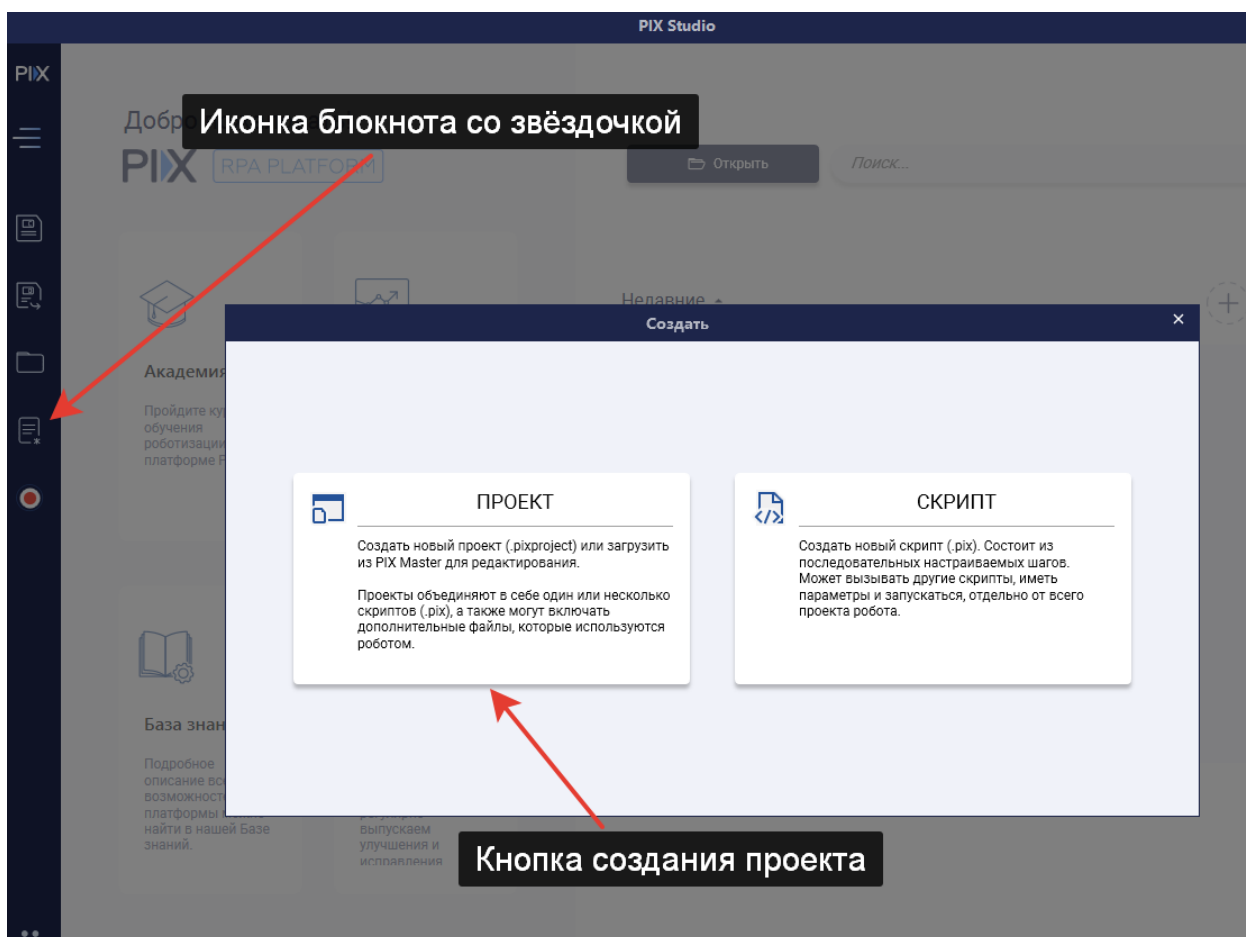 PIX Studio
PIX
Иконка блокнота со звёздочкой
Добро
PIX RPA PLATFORM
Открыть
Поиск...
Недавние
Создать
Академия
Пройдите
обучения
роботизации
платформе
ПРОЕКТ
Создать новый проект (.pixproject) или загрузить
из PIX Master для редактирования.
Проекты объединяют в себе один или несколько
скриптов (.pix), а также могут включать
дополнительные файлы, которые используются
роботом.
СКРИПТ
Создать новый скрипт (.pix). Состоит из
последовательных настраиваемых шагов.
Может вызывать другие скрипты, иметь
параметры и запускаться, отдельно от всего
проекта робота.
База знан
Подробное
описание
возможност
платформы
найти в нашей Базе
знаний.
выпускаем
улучшения и
исправления
Кнопка создания проекта